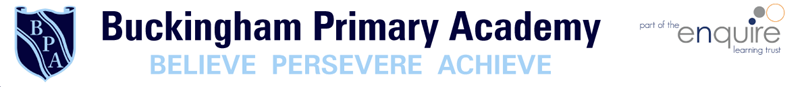 BPA
Buckingham Primary Academy
BELIEVE PERSEVERE ACHIEVE
part of the
enquire
learning trust